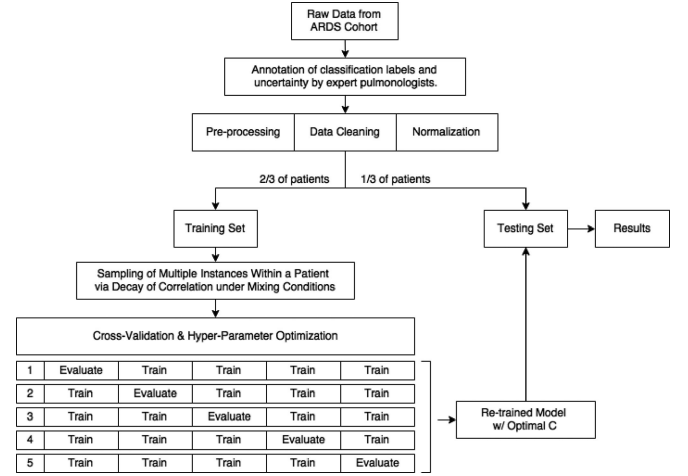 Raw Data from
ARDS Cohort
Annotation of classification labels and
uncertainty by expert pulmonologists.
Pre-processing Data Cleaning Normalization
2/3 of patients 1/3 of patients
Training Set Testing Set Results
Sampling of Multiple Instances Within a Patient
via Decay of Correlation under Mixing Conditions
Cross-Validation & Hyper-Parameter Optimization
1 Evaluate Train Train Train Train
2 Train Evaluate Train Train Train
3 Train Train Evaluate Train Train
4 Train Train Train Evaluate Train
5 Train Train Train Train Evaluate
Re-trained Model
w/ Optimal C